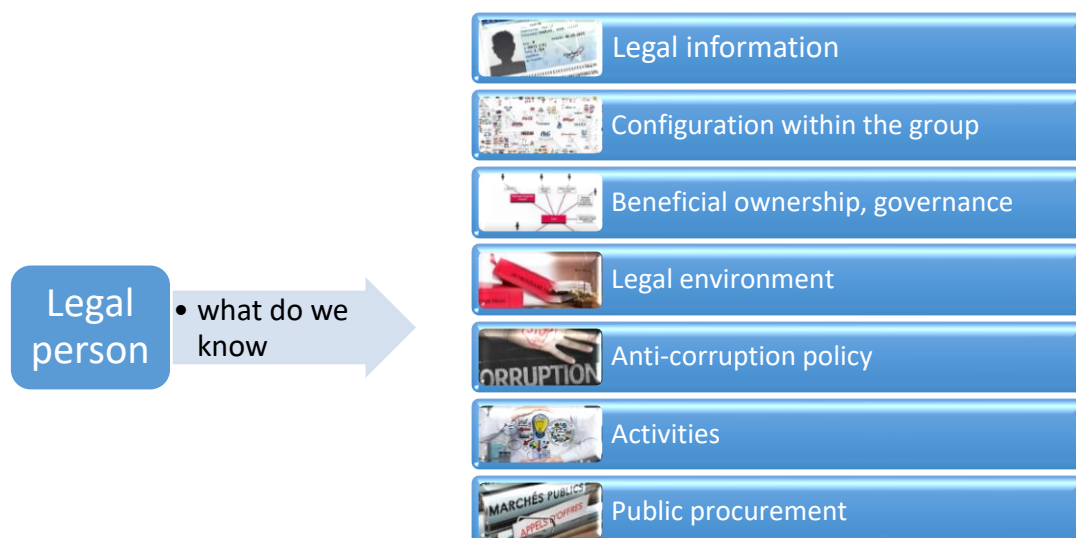 Legal
person
• what do we
know
Legal information
Configuration within the group
Beneficial ownership, governance
Legal environment
STOP
ORRUPTION
Anti-corruption policy
Activities
MARCHÉS PUBLICS
APPELS D'OFFRES
Public procurement